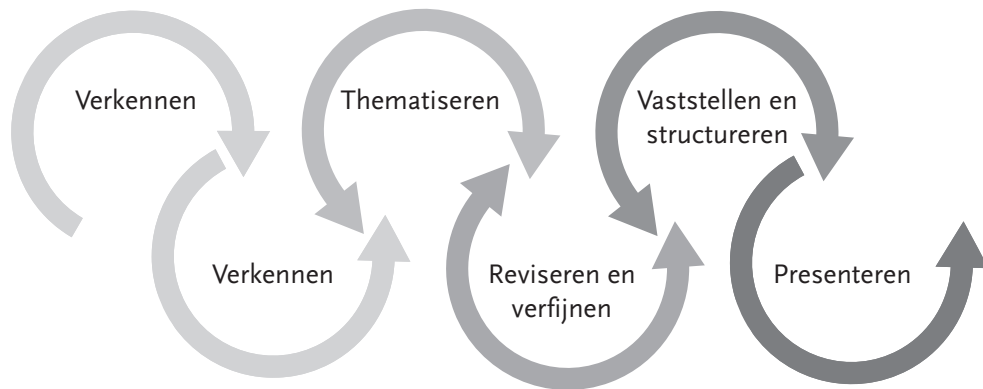 Verkennen
Verkennen
Thematiseren
Reviseren en
verfijnen
Vaststellen en
structureren
Presenteren